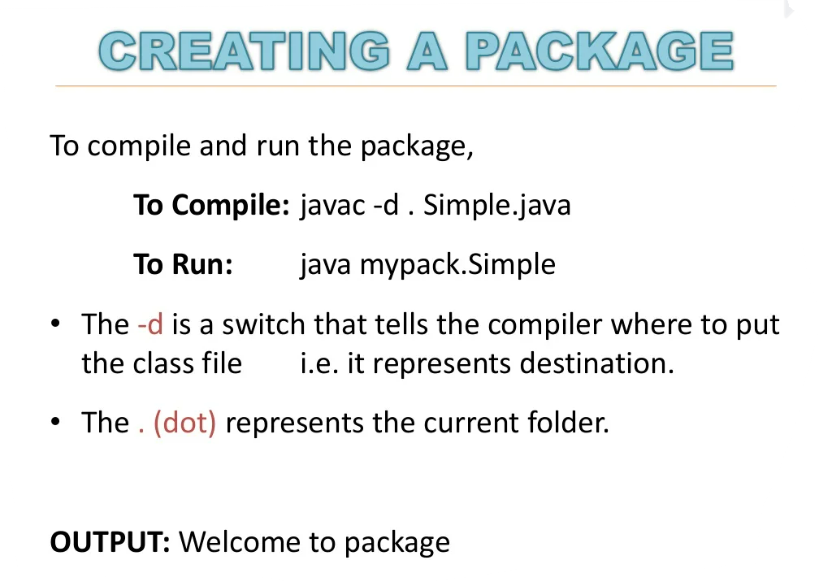 CREATING A PACKAGE
To compile and run the package,
To Compile: javac -d . Simple.java
To Run: java mypack.Simple
• The -d is a switch that tells the compiler where to put
the class file i.e. it represents destination.
• The . (dot) represents the current folder.
OUTPUT: Welcome to package